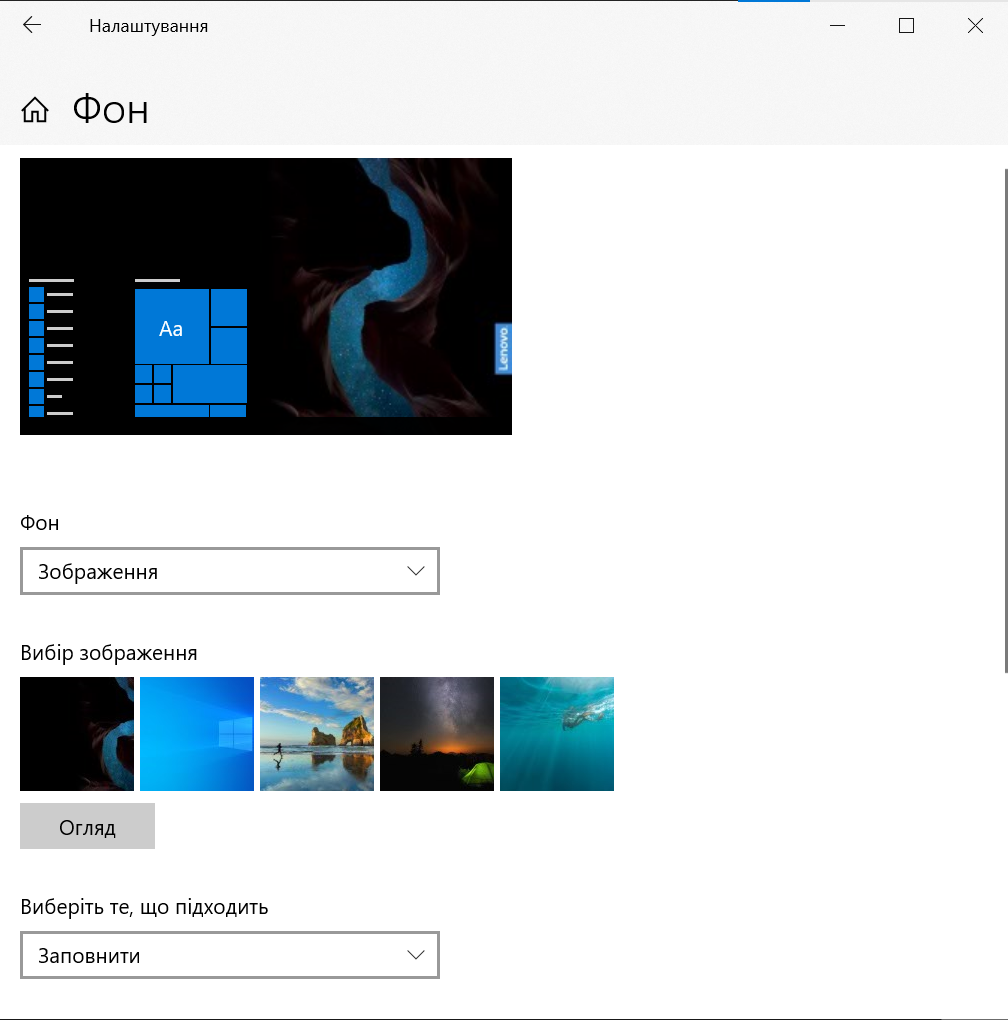 Налаштування
Фон
Aa
Lenovo
Фон
Зображення
Вибір зображення
Огляд
Виберіть те, що підходить
Заповнити